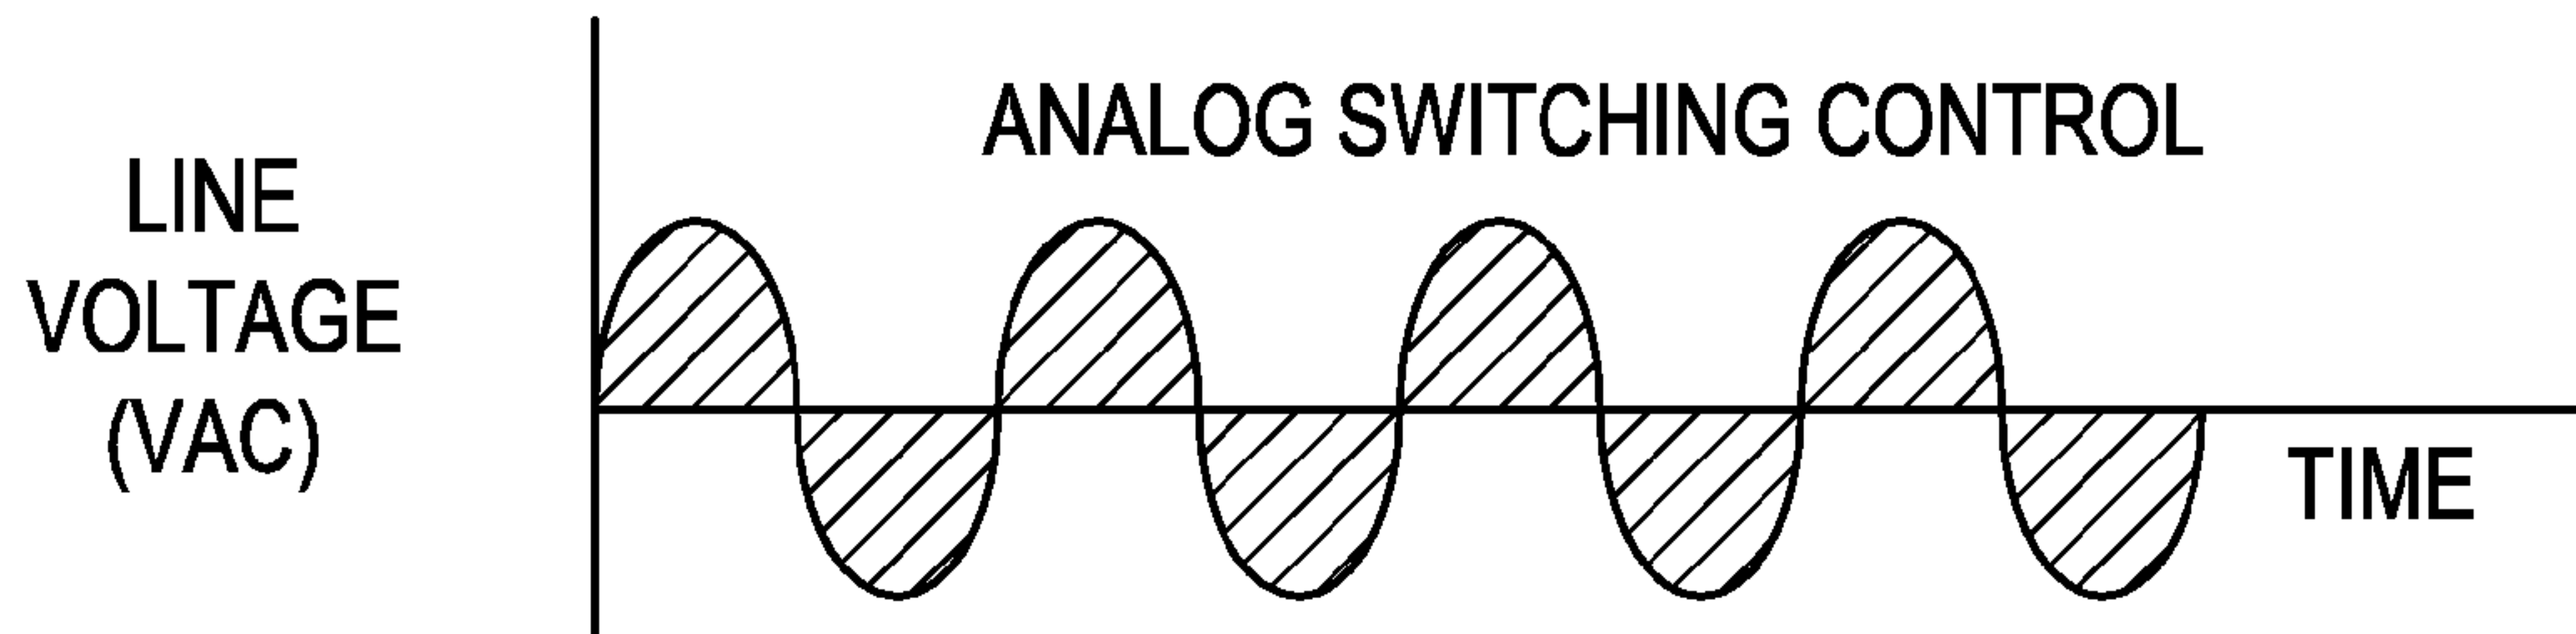 ANALOG SWITCHING CONTROL
LINE
VOLTAGE
(VAC)
TIME